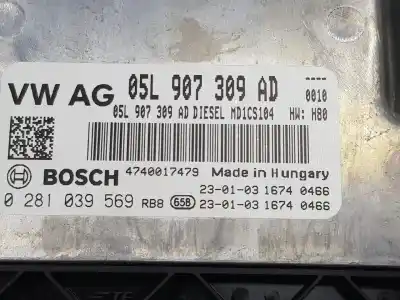 VW AG 05L 907 309 AD ----
0010
05L 907 309 AD DIESEL MD1CS104 HW: H80
BOSCH 4740017479 Made in Hungary
23-01-03 1674 0466
0 281 039 569 RB8 65B 23-01-03 1674 0466